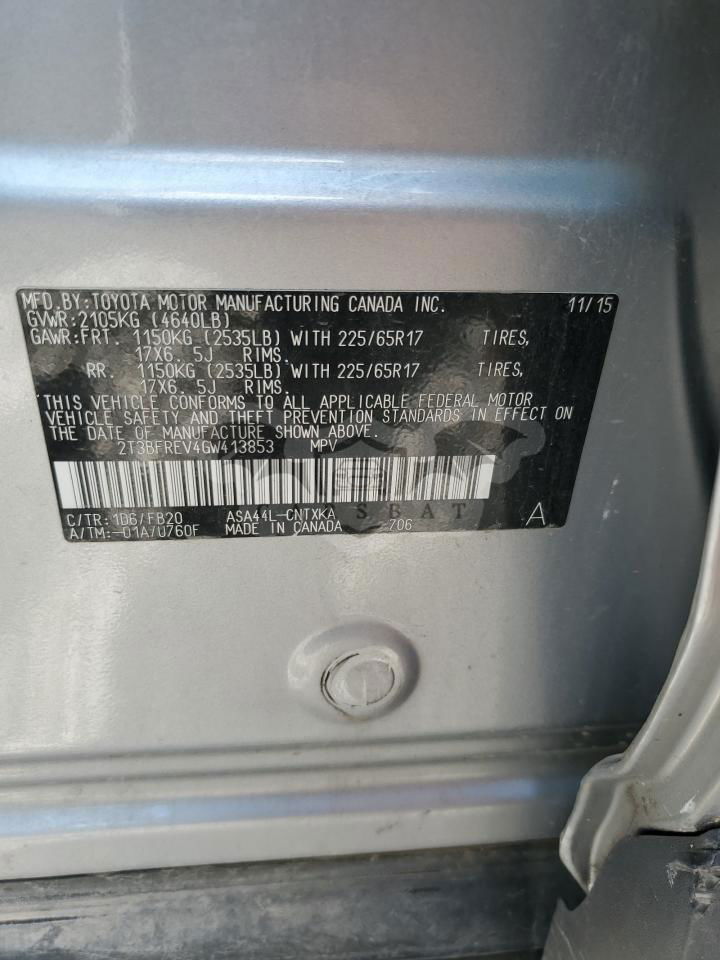 MFD.BY:TOYOTA MOTOR MANUFACTURING CANADA INC. 11/15
GVWR:2105KG (4640LB)
GAWR:FRT. 1150KG (2535LB) WITH 225/65R17 TIRES,
17X6. 5J RIMS.
RR. 1150KG (2535LB) WITH 225/65R17 TIRES,
17X6. 5J RIMS.
THIS VEHICLE CONFORMS TO ALL APPLICABLE FEDERAL MOTOR
VEHICLE SAFETY AND THEFT PREVENTION STANDARDS IN EFFECT ON
THE DATE OF MANUFACTURE SHOWN ABOVE.
2T3BFREV4GW413853 MPV
C/TR:1D6/FB20 ASA44L-CNTXKA
A/TM:-01A/U760F MADE IN CANADA 706 A
SBAT